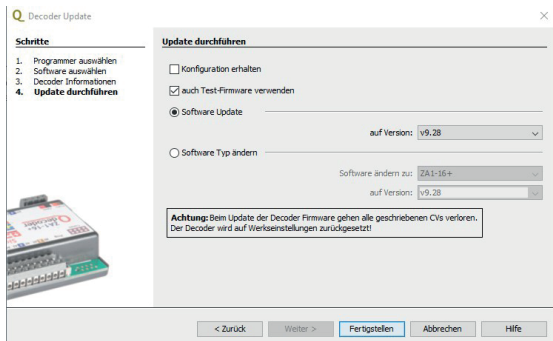 Decoder Update
Schritte
1. Programmer auswählen
2. Software auswählen
3. Decoder Informationen
4. Update durchführen
Update durchführen
Konfiguration erhalten
auch Test-Firmware verwenden
Software Update
auf Version: v9.28
Software Typ ändern
Software ändern zu: ZA1-16+
auf Version: v9.28
Achtung: Beim Update der Decoder Firmware gehen alle geschriebenen CVs verloren.
Der Decoder wird auf Werkseinstellungen zurückgesetzt!
ZA1-16+
Decoder
< Zurück Weiter > Fertigstellen Abbrechen Hilfe